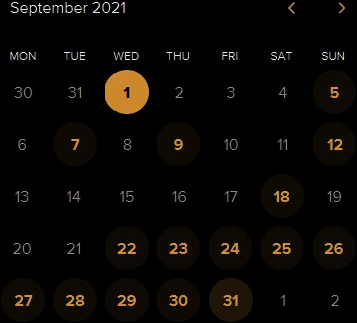 September 2021
MON TUE WED THU FRI SAT SUN
30 31 1 2 3 4 5
6 7 8 9 10 11 12
13 14 15 16 17 18 19
20 21 22 23 24 25 26
27 28 29 30 31 1 2